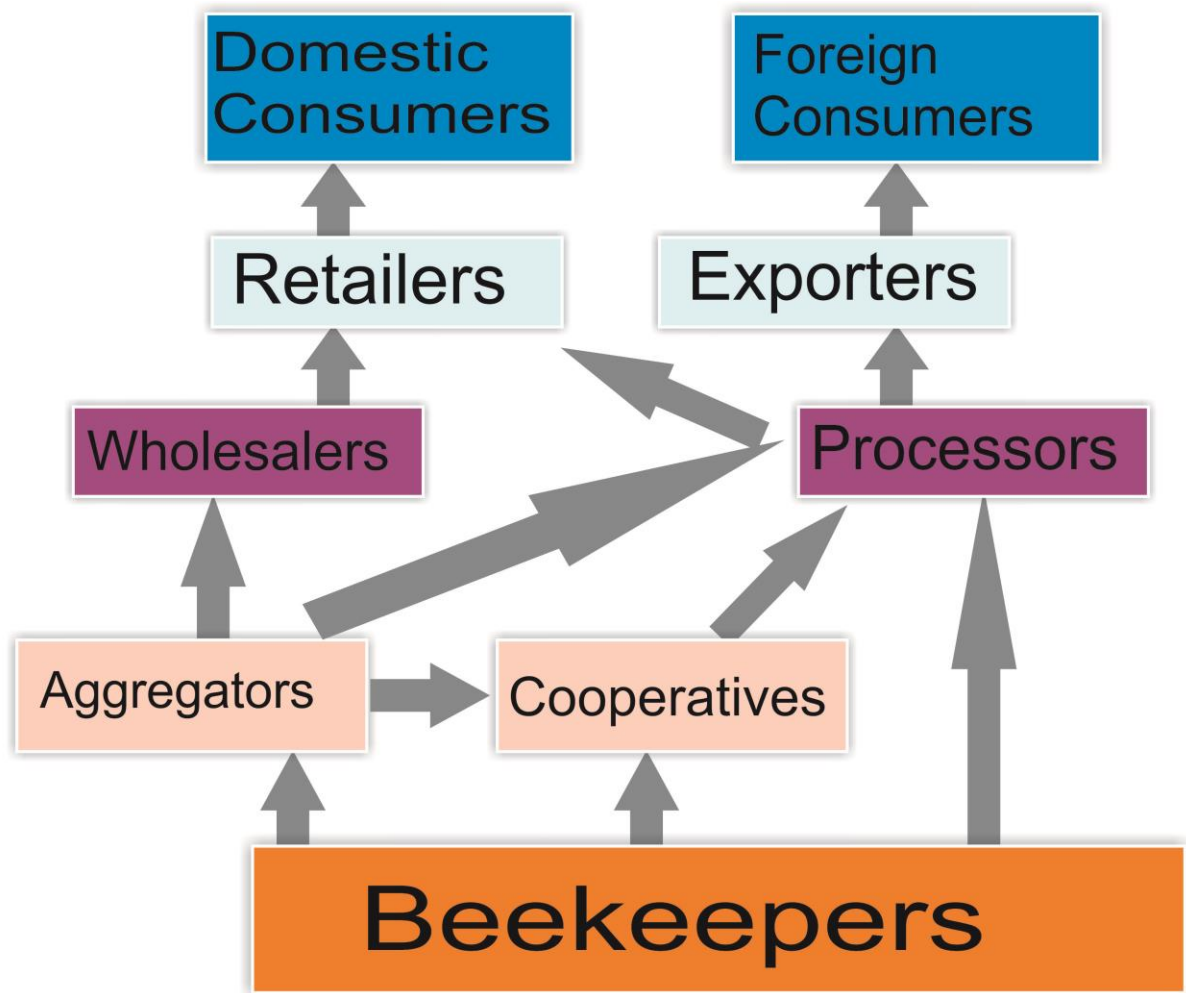 Domestic
Consumers
Foreign
Consumers
Retailers
Exporters
Wholesalers
Processors
Aggregators
Cooperatives
Beekeepers